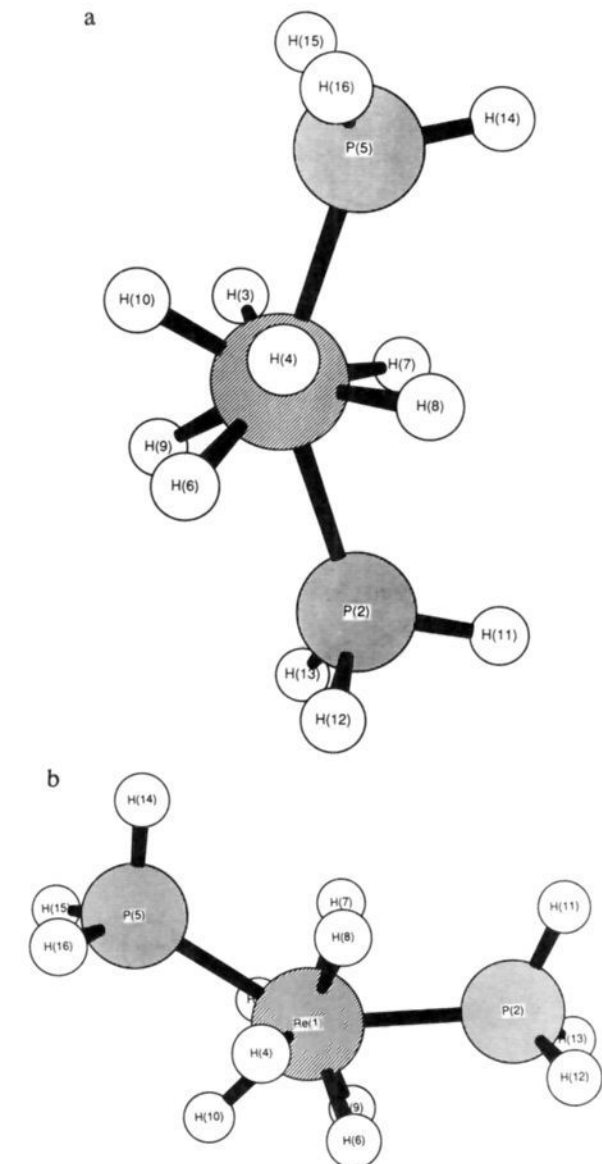 a
H(15)
H(16)
H(14)
P(5)
H(10)
H(3)
H(4)
H(7)
H(8)
H(9)
H(6)
P(2)
H(11)
H(13)
H(12)
b
H(14)
H(15)
P(5)
H(16)
H(7)
H(8)
H(11)
H
Re(1)
P(2)
H(4)
H(13)
H(12)
H(10)
(9)
H(6)